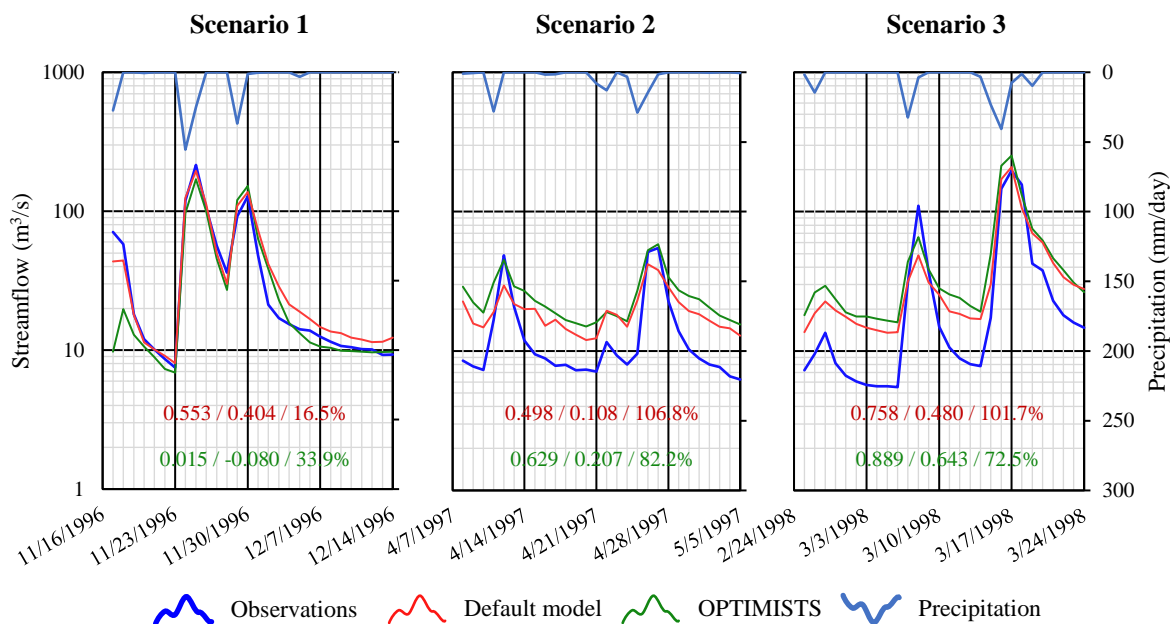 Scenario 1
Scenario 2
Scenario 3
1000
100
10
1
Streamflow (m³/s)
0
50
100
150
200
250
300
Precipitation (mm/day)
0.553 / 0.404 / 16.5%
0.015 / -0.080 / 33.9%
0.498 / 0.108 / 106.8%
0.629 / 0.207 / 82.2%
0.758 / 0.480 / 101.7%
0.889 / 0.643 / 72.5%
11/16/1996
11/23/1996
11/30/1996
12/7/1996
12/14/1996
4/7/1997
4/14/1997
4/21/1997
4/28/1997
5/5/1997
2/24/1998
3/3/1998
3/10/1998
3/17/1998
3/24/1998
Observations
Default model
OPTIMISTS
Precipitation